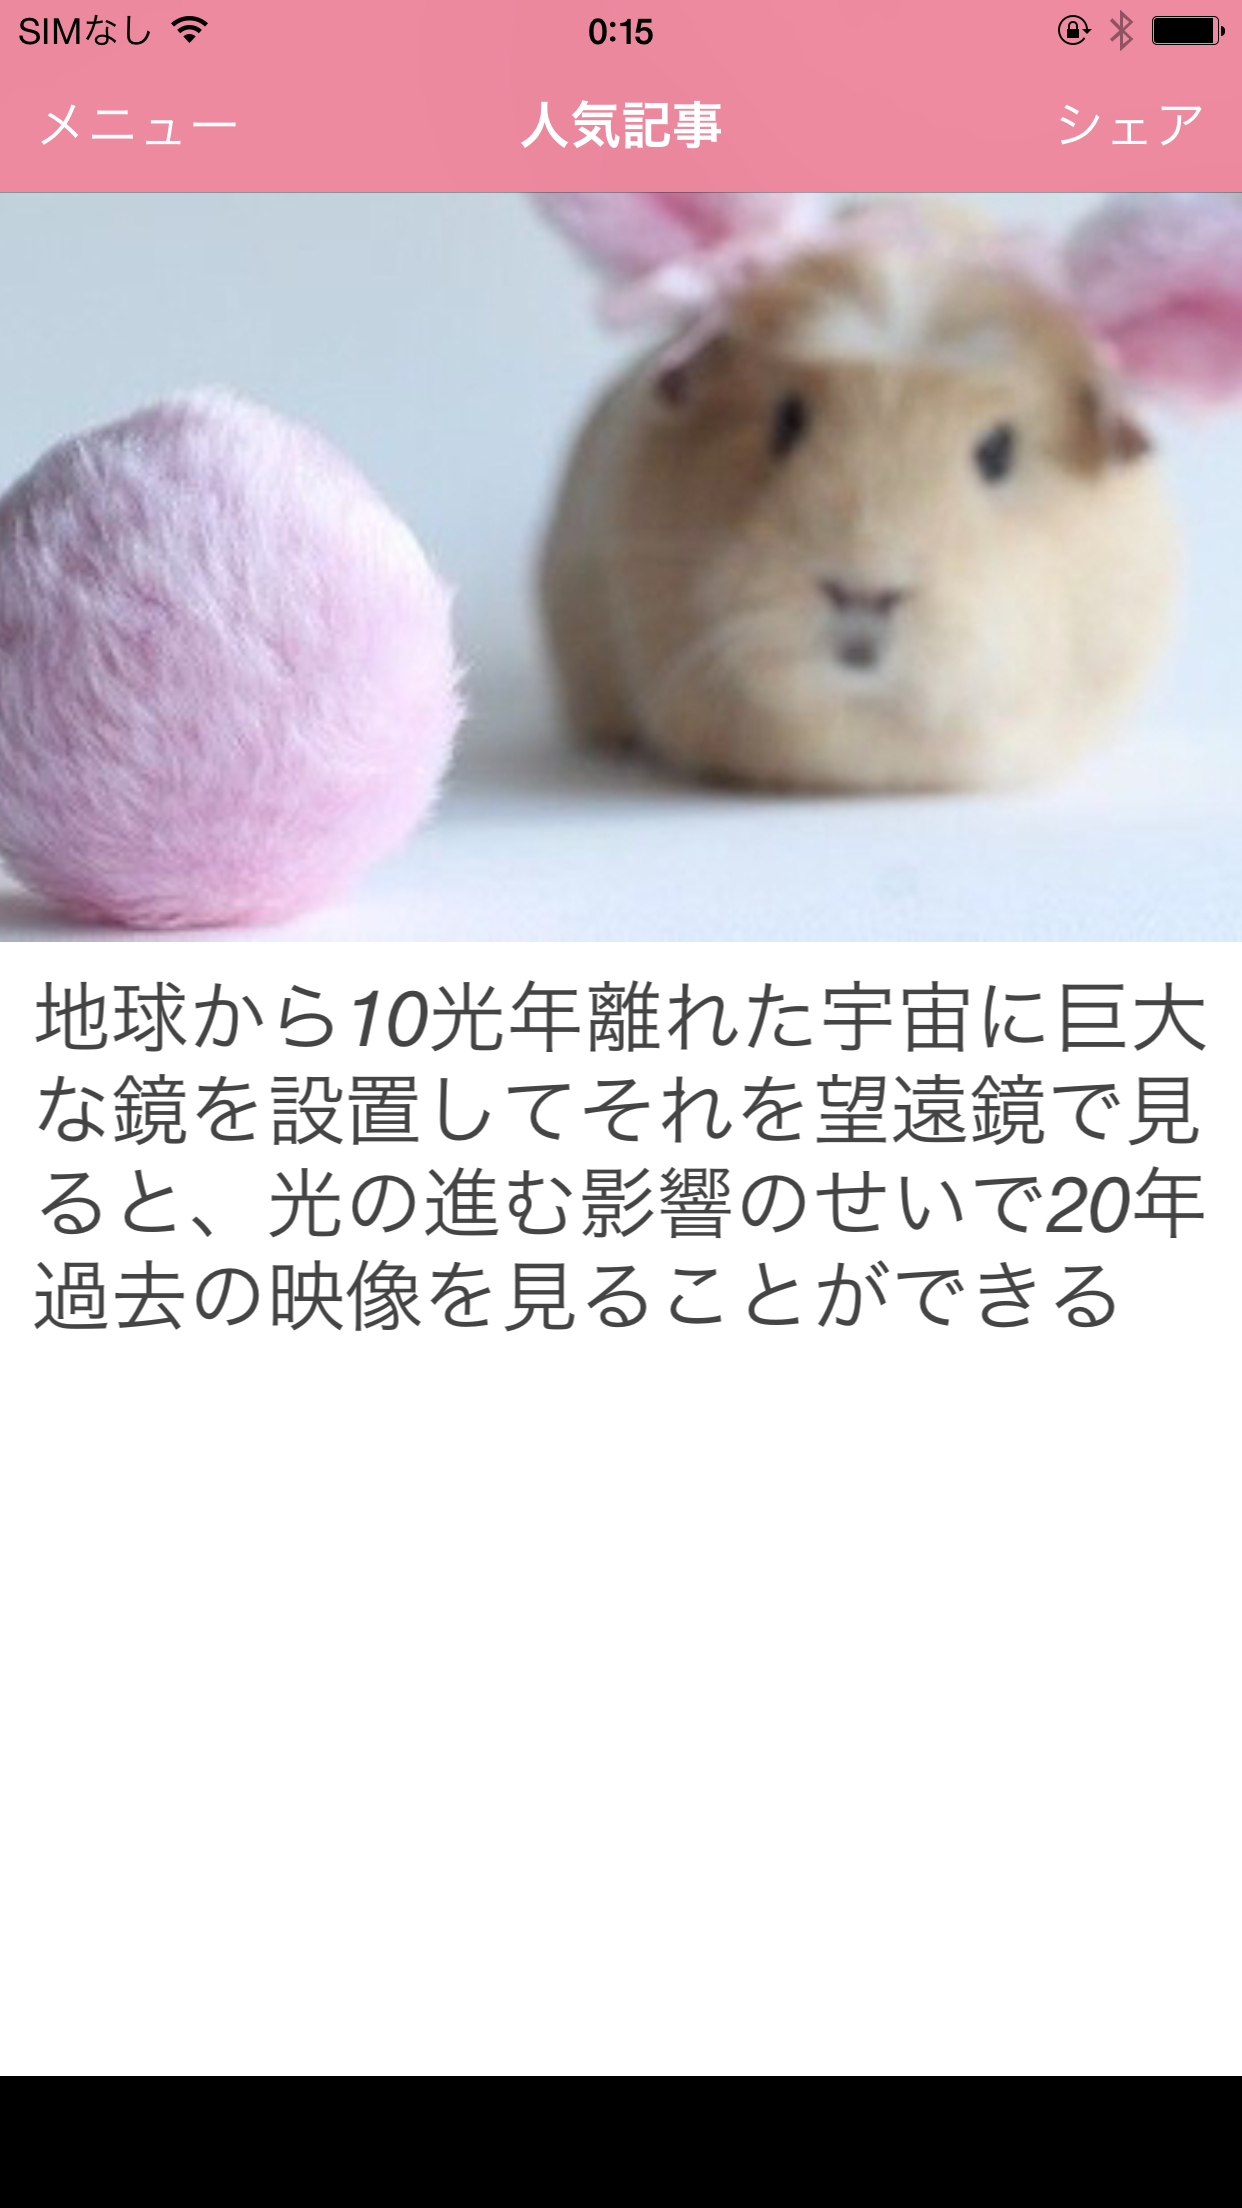 SIMなし 0:15
メニュー 人気記事 シェア
地球から10光年離れた宇宙に巨大
な鏡を設置してそれを望遠鏡で見
ると、光の進む影響のせいで20年
過去の映像を見ることができる